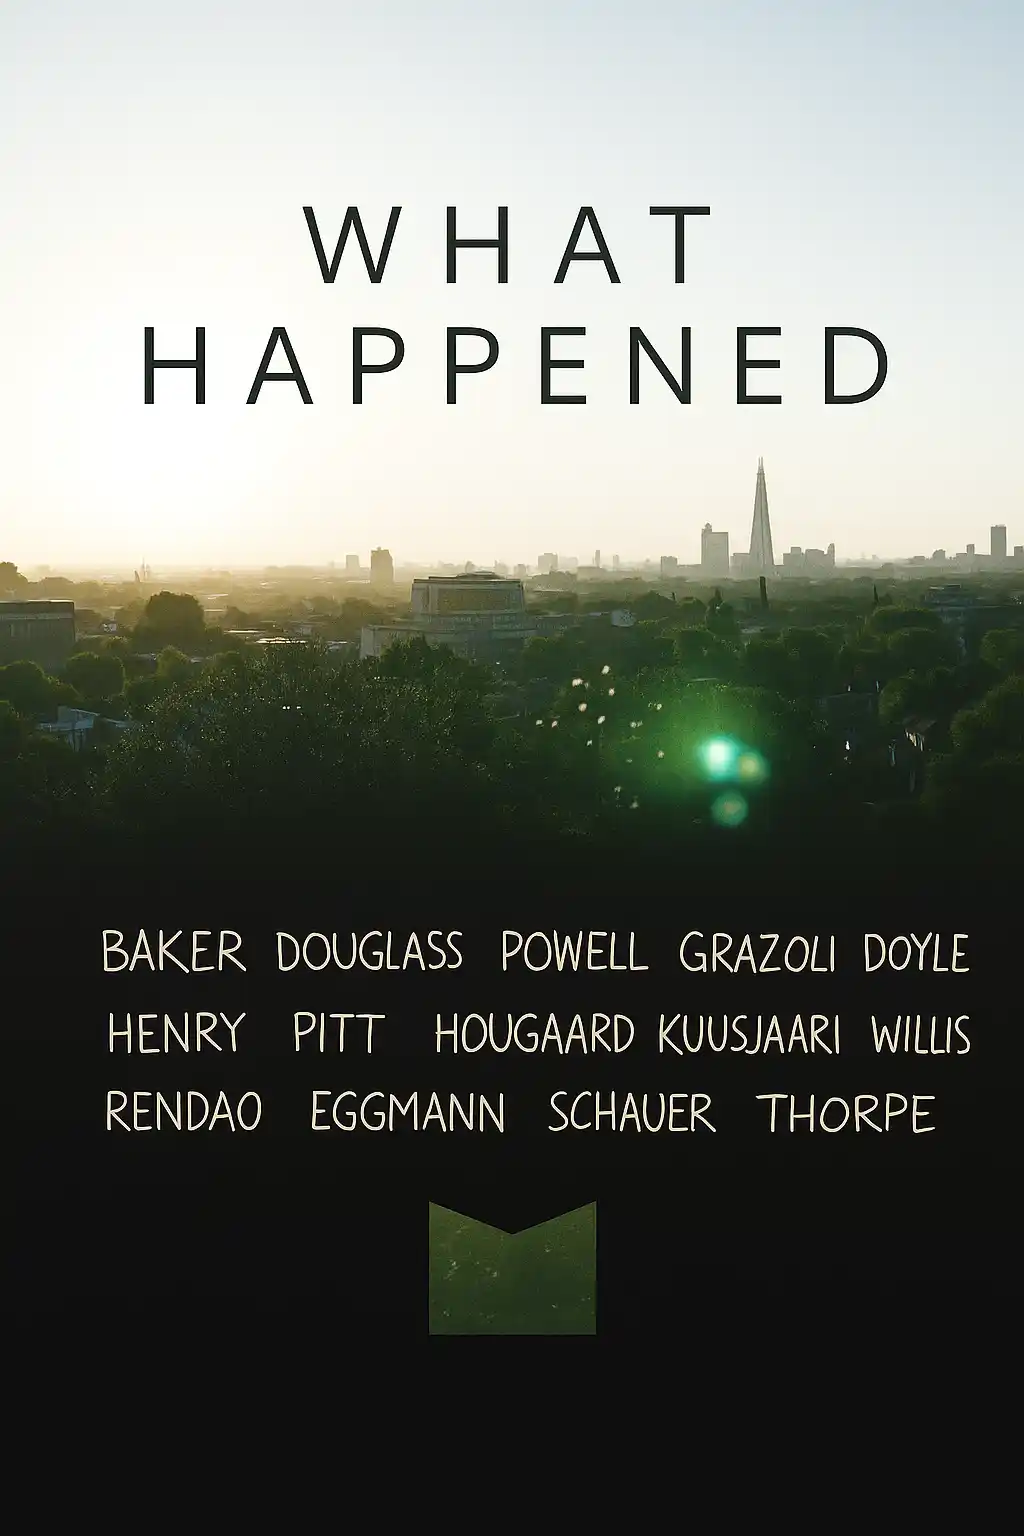 WHAT
HAPPENED
BAKER DOUGLASS POWELL GRAZOLI DOYLE
HENRY PITT HOUGAARD KUUSJAARI WILLIS
RENDAO EGGMANN SCHAUER THORPE